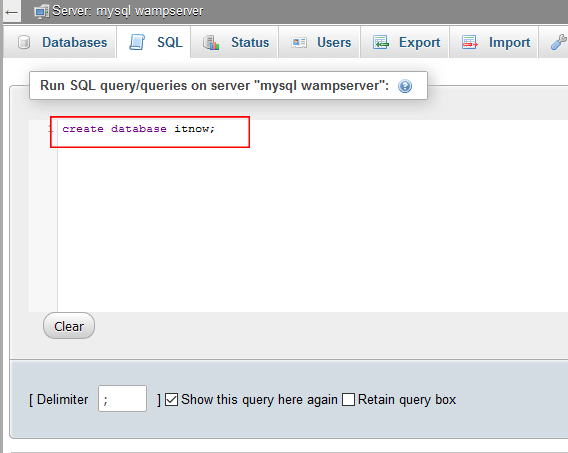 Server: mysql wampserver
Databases SQL Status Users Export Import
Run SQL query/queries on server "mysql wampserver":
1 create database itnow;
Clear
[ Delimiter ; ] Show this query here again Retain query box